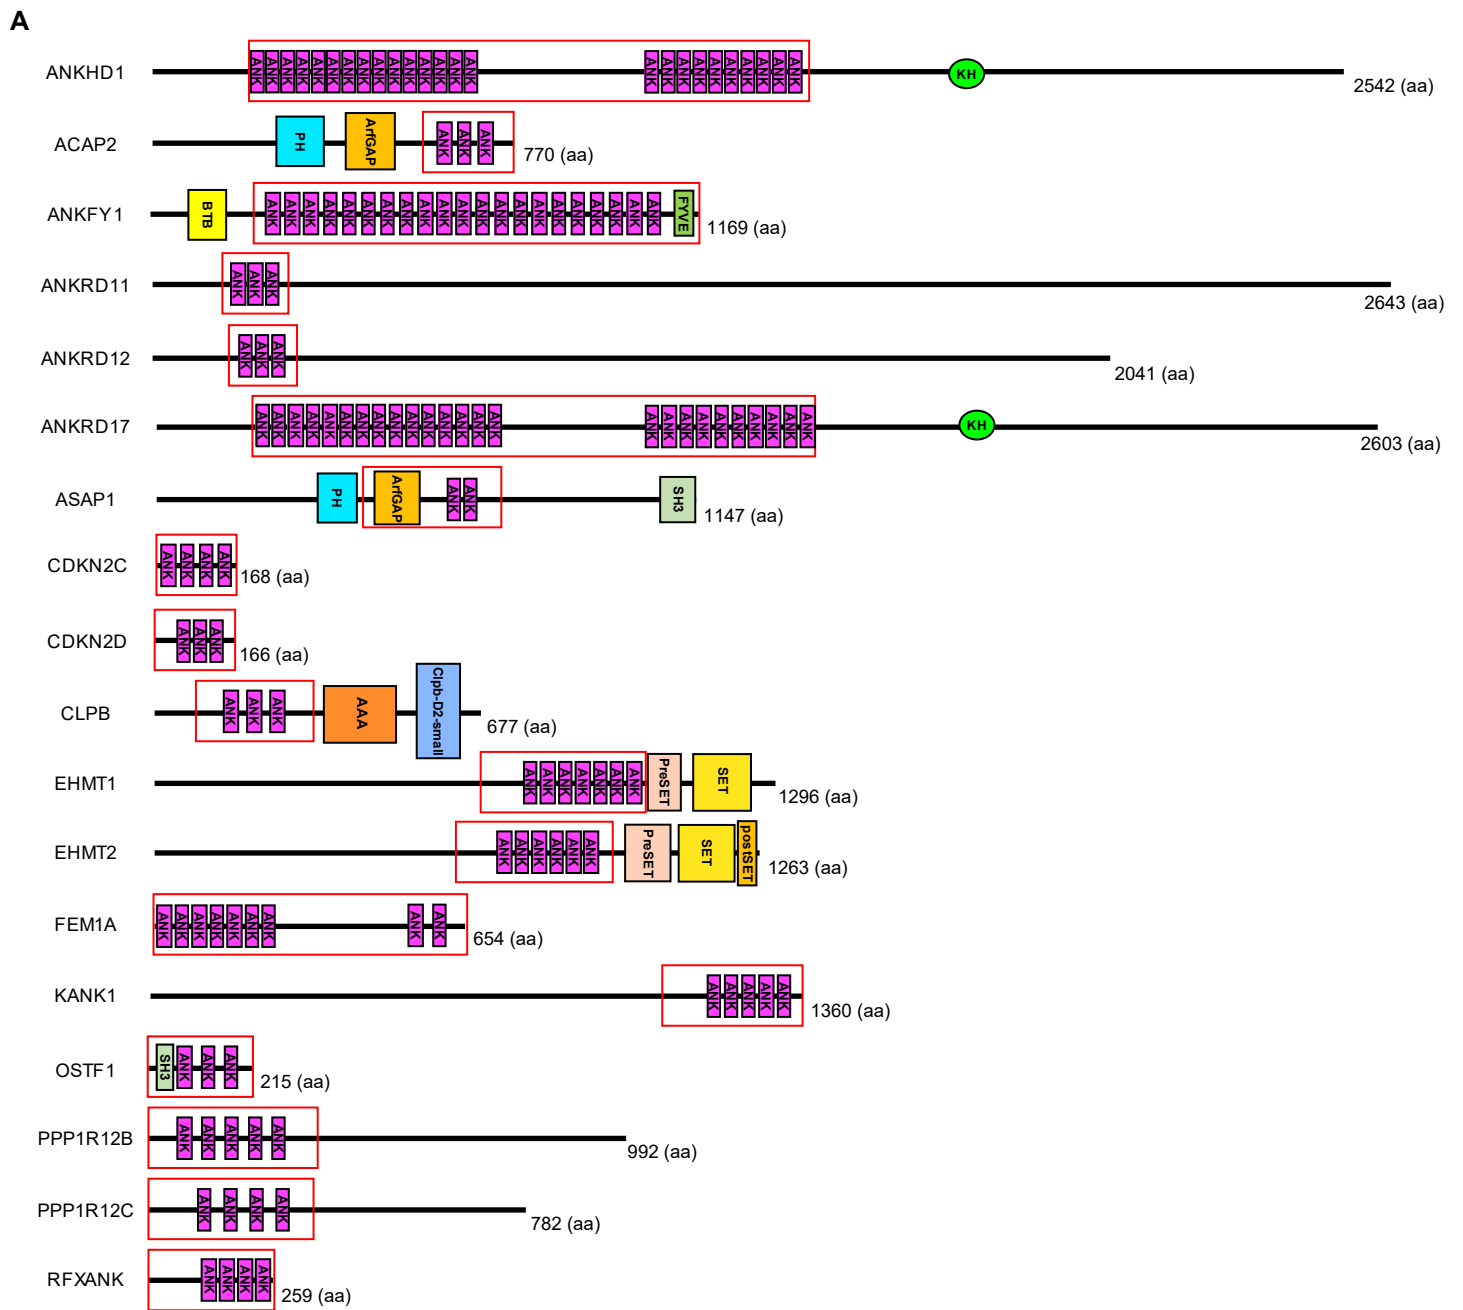 A
ANKHD1 ANK ANK ANK ANK ANK ANK ANK ANK ANK ANK ANK ANK ANK ANK ANK ANK ANK ANK ANK ANK ANK ANK ANK ANK ANK KH 2542 (aa)
ACAP2 PH ArfGAP ANK ANK ANK 770 (aa)
ANKFY1 BTB ANK ANK ANK ANK ANK ANK ANK ANK ANK ANK ANK ANK ANK ANK ANK ANK ANK ANK ANK ANK ANK FYVE 1169 (aa)
ANKRD11 ANK ANK ANK 2643 (aa)
ANKRD12 ANK ANK ANK 2041 (aa)
ANKRD17 ANK ANK ANK ANK ANK ANK ANK ANK ANK ANK ANK ANK ANK ANK ANK ANK ANK ANK ANK ANK ANK ANK ANK ANK ANK KH 2603 (aa)
ASAP1 PH ArfGAP ANK ANK SH3 1147 (aa)
CDKN2C ANK ANK ANK ANK 168 (aa)
CDKN2D ANK ANK ANK 166 (aa)
CLPB ANK ANK ANK AAA Clpb-D2-small 677 (aa)
EHMT1 ANK ANK ANK ANK ANK ANK ANK PreSET SET 1296 (aa)
EHMT2 ANK ANK ANK ANK ANK ANK PreSET SET postSET 1263 (aa)
FEM1A ANK ANK ANK ANK ANK ANK ANK ANK ANK 654 (aa)
KANK1 ANK ANK ANK ANK ANK 1360 (aa)
OSTF1 SH3 ANK ANK ANK 215 (aa)
PPP1R12B ANK ANK ANK ANK ANK 992 (aa)
PPP1R12C ANK ANK ANK ANK 782 (aa)
RFXANK ANK ANK ANK ANK 259 (aa)